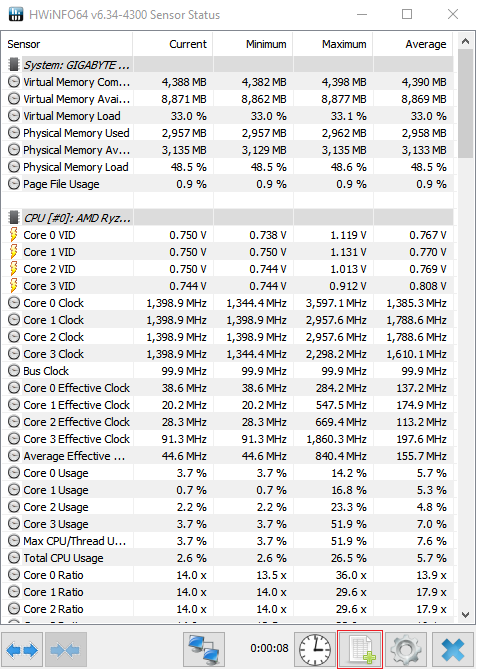 HWiNFO64 v6.34-4300 Sensor Status
Sensor Current Minimum Maximum Average
System: GIGABYTE ...
Virtual Memory Com... 4,388 MB 4,382 MB 4,398 MB 4,390 MB
Virtual Memory Avai... 8,871 MB 8,862 MB 8,877 MB 8,869 MB
Virtual Memory Load 33.0 % 33.0 % 33.1 % 33.0 %
Physical Memory Used 2,957 MB 2,957 MB 2,962 MB 2,958 MB
Physical Memory Av... 3,135 MB 3,129 MB 3,135 MB 3,133 MB
Physical Memory Load 48.5 % 48.5 % 48.6 % 48.5 %
Page File Usage 0.9 % 0.9 % 0.9 % 0.9 %
CPU [#0]: AMD Ryz...
Core 0 VID 0.750 V 0.738 V 1.119 V 0.767 V
Core 1 VID 0.750 V 0.750 V 1.131 V 0.770 V
Core 2 VID 0.750 V 0.744 V 1.013 V 0.769 V
Core 3 VID 0.744 V 0.744 V 0.912 V 0.808 V
Core 0 Clock 1,398.9 MHz 1,344.4 MHz 3,597.1 MHz 1,385.3 MHz
Core 1 Clock 1,398.9 MHz 1,398.9 MHz 2,957.6 MHz 1,788.6 MHz
Core 2 Clock 1,398.9 MHz 1,398.9 MHz 2,957.6 MHz 1,788.6 MHz
Core 3 Clock 1,398.9 MHz 1,344.4 MHz 2,298.2 MHz 1,610.1 MHz
Bus Clock 99.9 MHz 99.9 MHz 99.9 MHz 99.9 MHz
Core 0 Effective Clock 38.6 MHz 38.6 MHz 284.2 MHz 137.2 MHz
Core 1 Effective Clock 20.2 MHz 20.2 MHz 547.5 MHz 174.9 MHz
Core 2 Effective Clock 28.3 MHz 28.3 MHz 669.4 MHz 113.2 MHz
Core 3 Effective Clock 91.3 MHz 91.3 MHz 1,860.3 MHz 197.6 MHz
Average Effective ... 44.6 MHz 44.6 MHz 840.4 MHz 155.7 MHz
Core 0 Usage 3.7 % 3.7 % 14.2 % 5.7 %
Core 1 Usage 0.7 % 0.7 % 16.8 % 5.3 %
Core 2 Usage 2.2 % 2.2 % 23.3 % 4.8 %
Core 3 Usage 3.7 % 3.7 % 51.9 % 7.0 %
Max CPU/Thread U... 3.7 % 3.7 % 51.9 % 7.6 %
Total CPU Usage 2.6 % 2.6 % 26.5 % 5.7 %
Core 0 Ratio 14.0 x 13.5 x 36.0 x 13.9 x
Core 1 Ratio 14.0 x 14.0 x 29.6 x 17.9 x
Core 2 Ratio 14.0 x 14.0 x 29.6 x 17.9 x
0:00:08